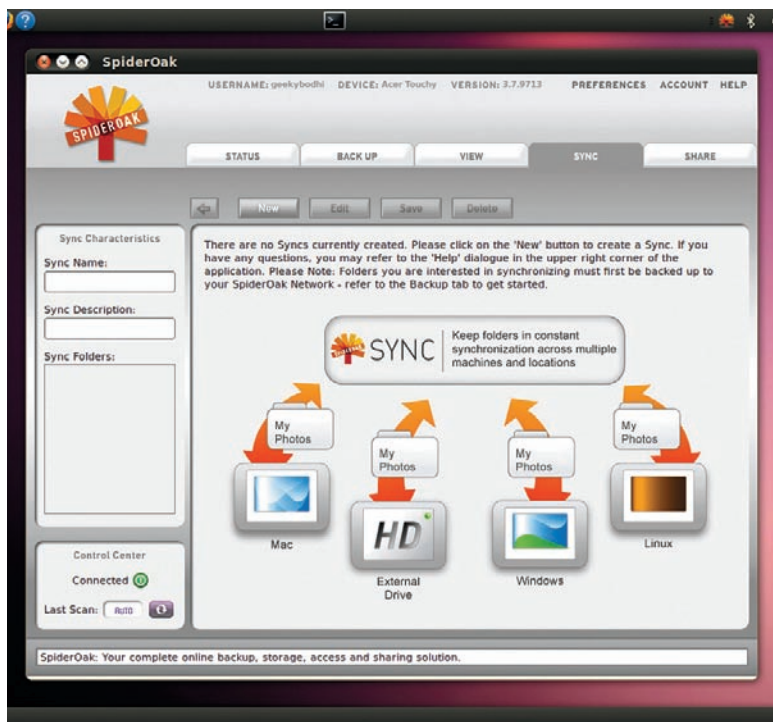 SpiderOak
USERNAME: geekybodhi DEVICE: Acer Touchy VERSION: 3.7.9713 PREFERENCES ACCOUNT HELP
SPIDEROAK
STATUS BACK UP VIEW SYNC SHARE
New Edit Save Delete
Sync Characteristics
Sync Name:
Sync Description:
Sync Folders:
There are no Syncs currently created. Please click on the 'New' button to create a Sync. If you
have any questions, you may refer to the 'Help' dialogue in the upper right corner of the
application. Please Note: Folders you are interested in synchronizing must first be backed up to
your SpiderOak Network - refer to the Backup tab to get started.
SPIDEROAK
SYNC
Keep folders in constant
synchronization across multiple
machines and locations
My
Photos
My
Photos
My
Photos
My
Photos
HD
Mac
External
Drive
Windows
Linux
Control Center
Connected
Last Scan: AUTO
SpiderOak: Your complete online backup, storage, access and sharing solution.